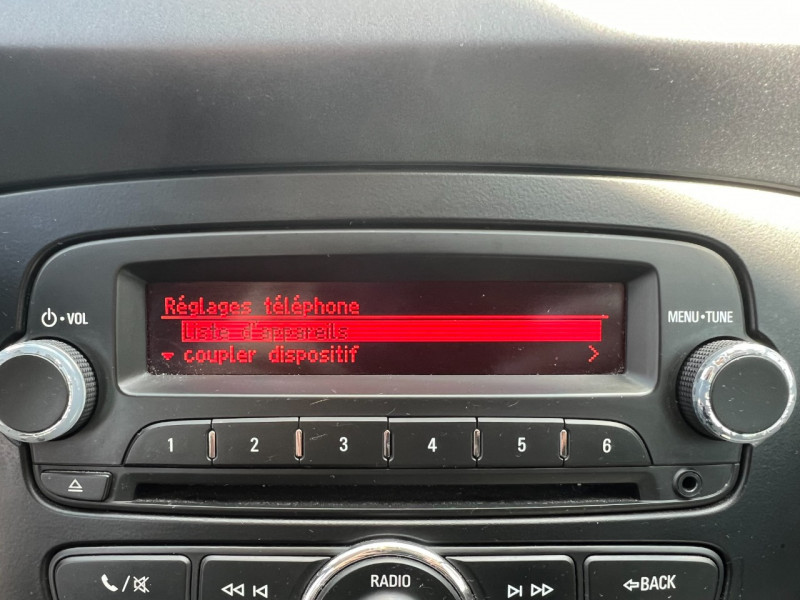 Réglages téléphone
Liste d'appareils
coupler dispositif >
VOL
MENU•TUNE
1 2 3 4 5 6
RADIO
BACK